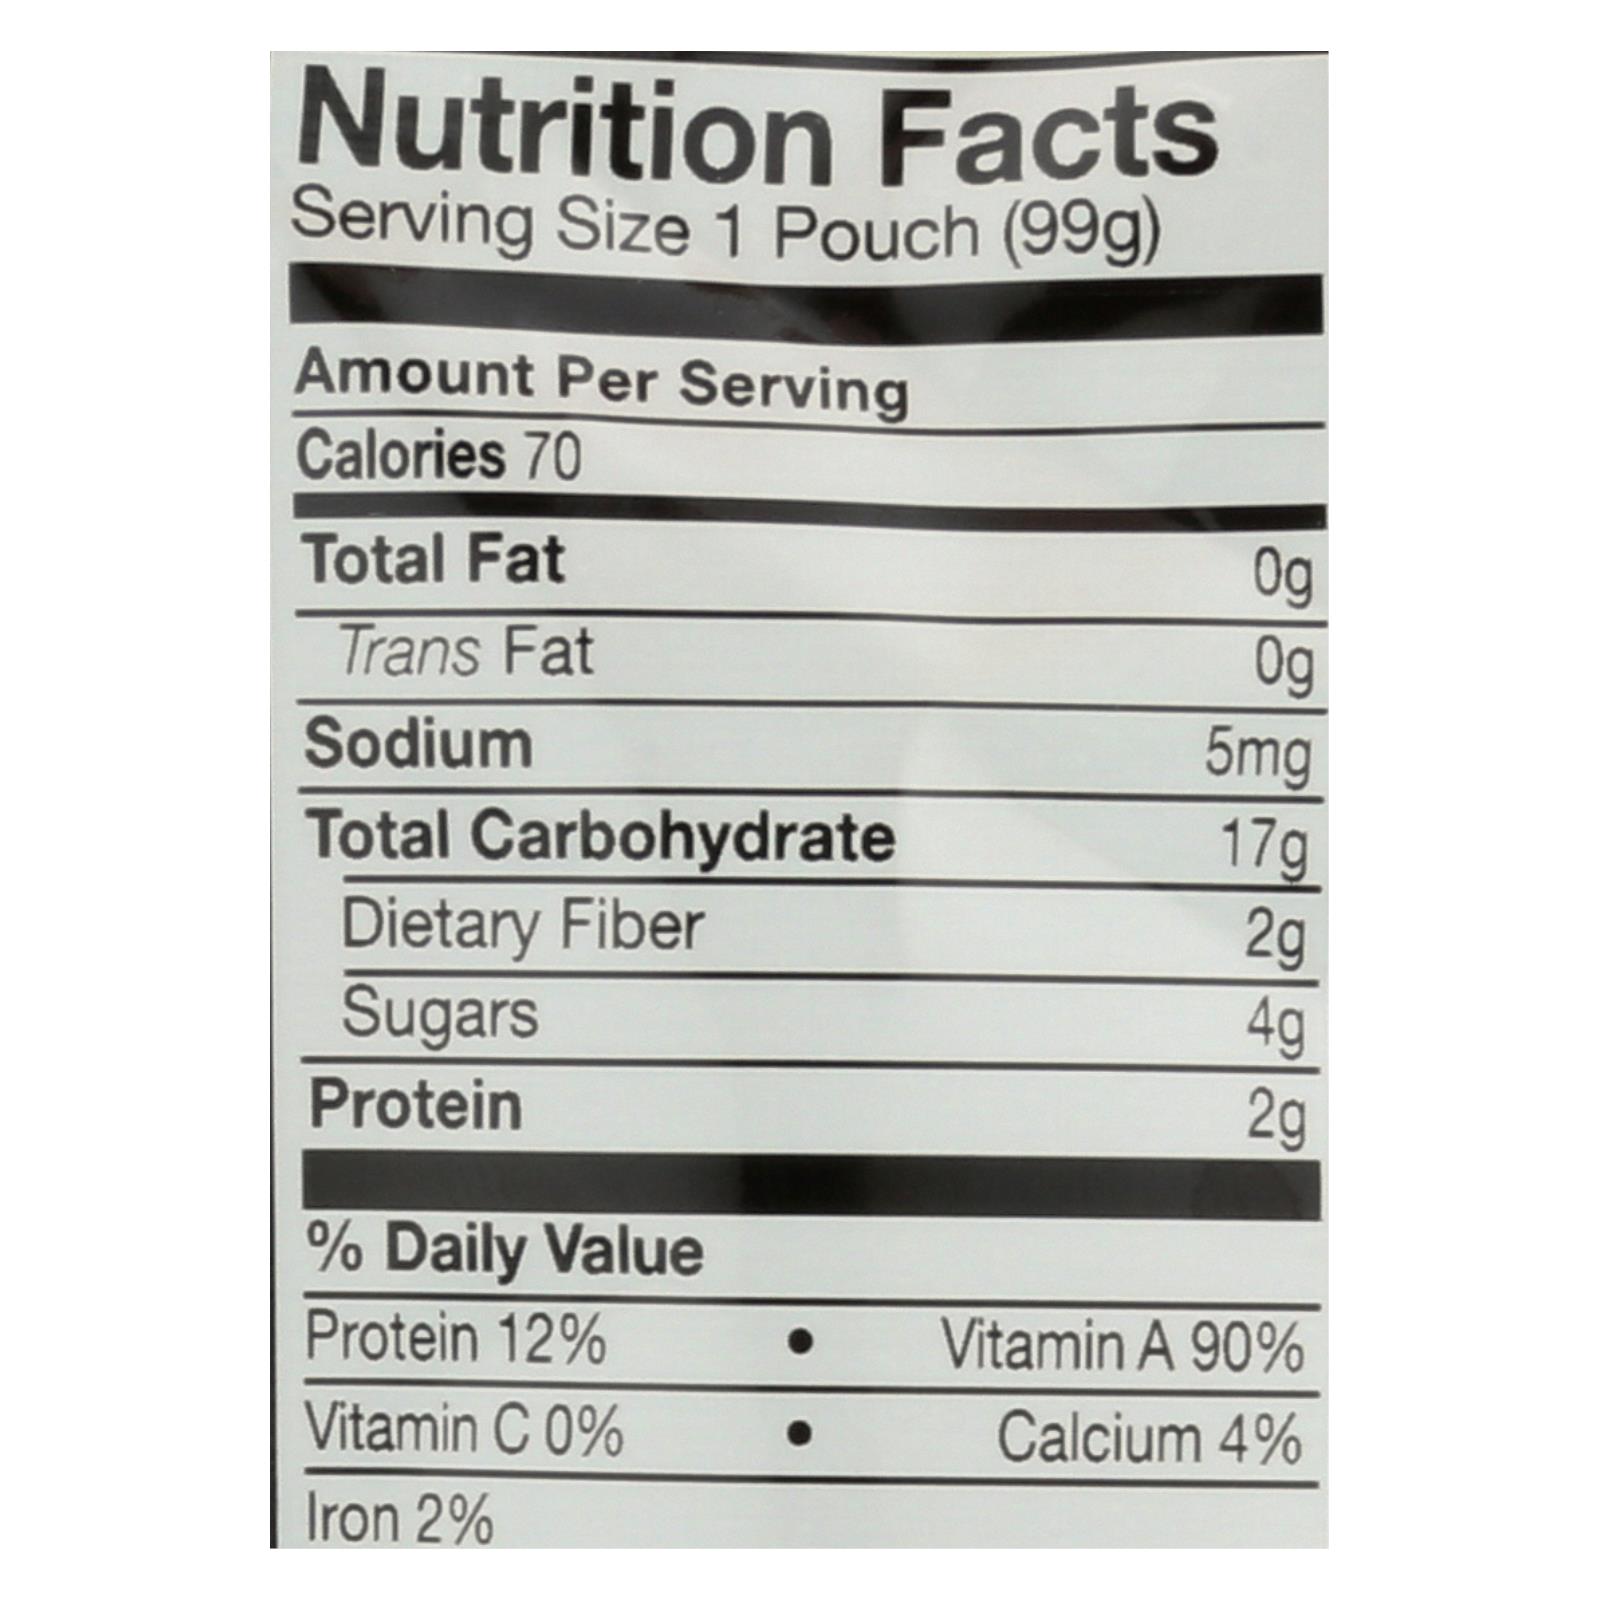 Nutrition Facts
Serving Size 1 Pouch (99g)
Amount Per Serving
Calories 70
Total Fat 0g
Trans Fat 0g
Sodium 5mg
Total Carbohydrate 17g
Dietary Fiber 2g
Sugars 4g
Protein 2g
% Daily Value
Protein 12% • Vitamin A 90%
Vitamin C 0% • Calcium 4%
Iron 2%